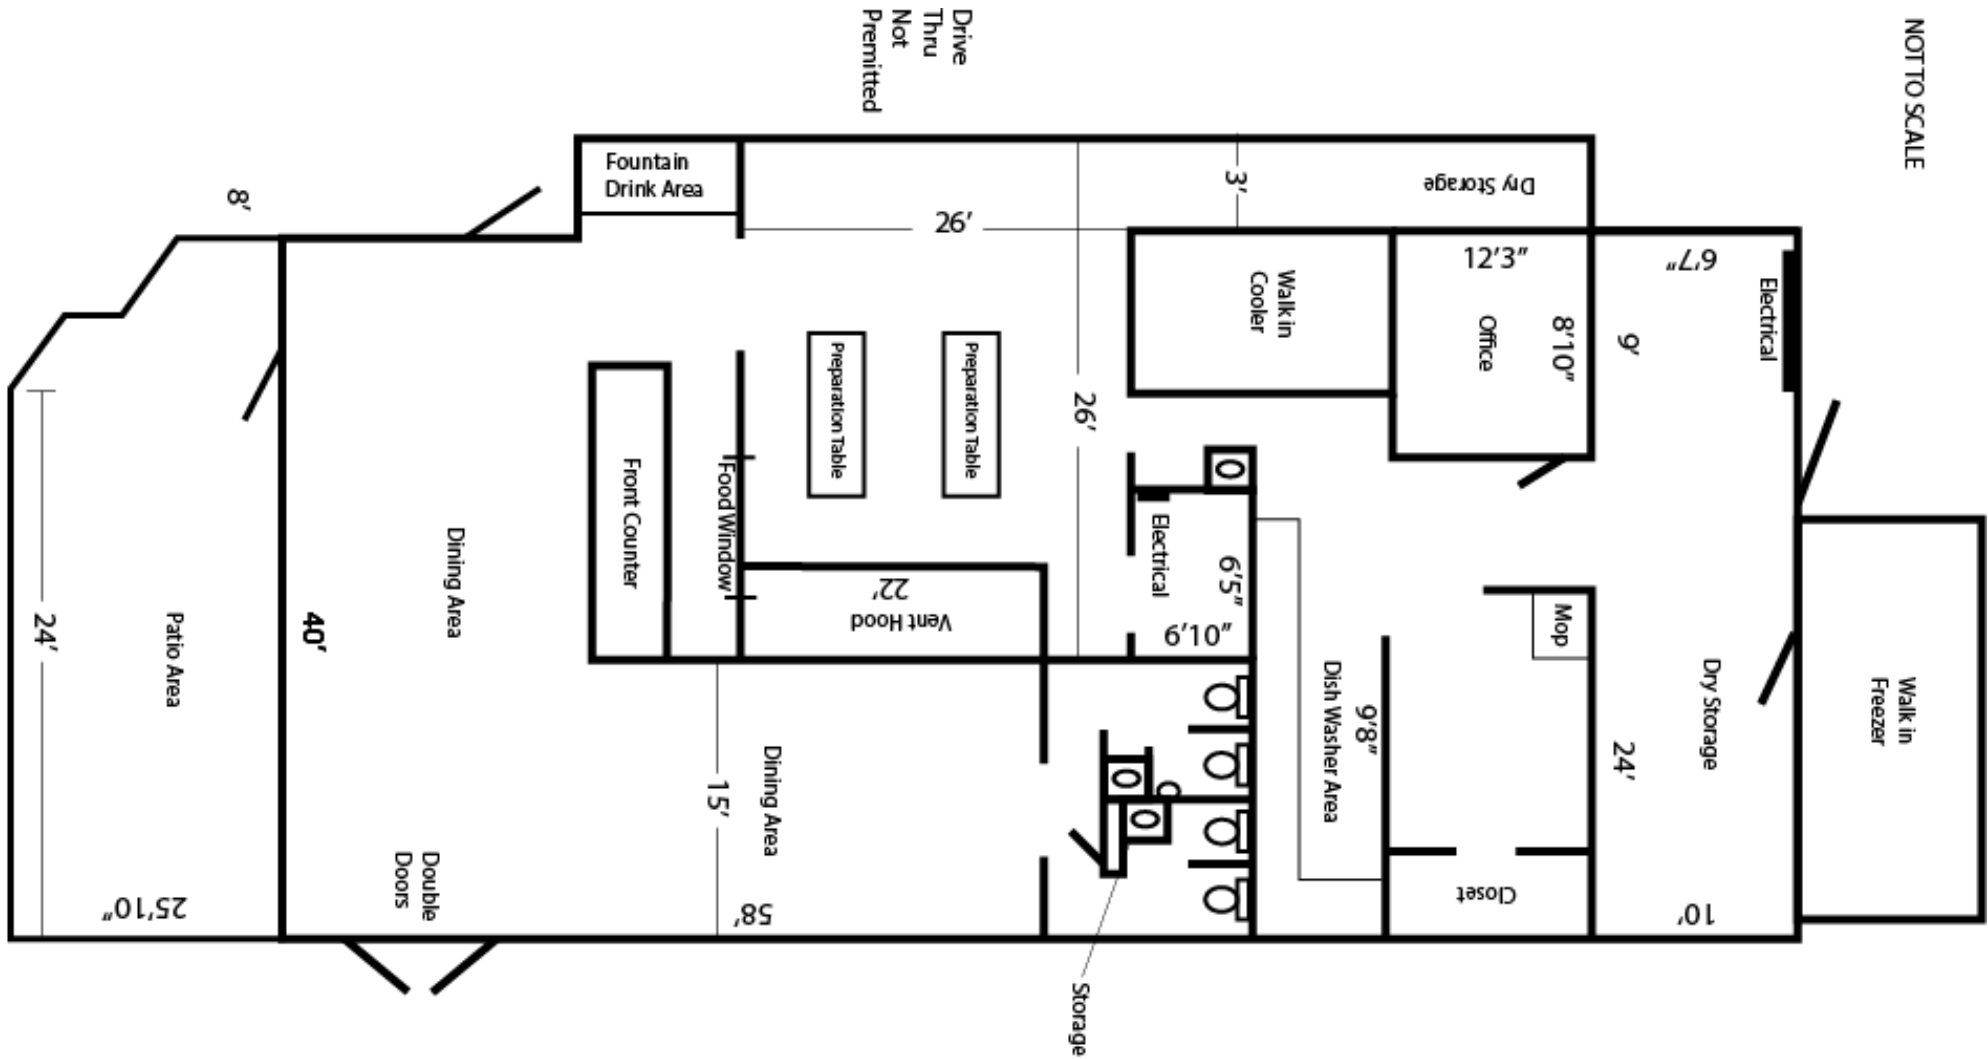 NOT TO SCALE
Drive
Thru
Not
Premitted
Fountain
Drink Area
8'
26'
3'
Dry Storage
12'3"
6'7"
Electrical
Walk in
Cooler
Office
8'10"
9'
Preparation Table
Preparation Table
26'
Front Counter
Food Window
Electrical
6'5"
6'10"
22'
Vent Hood
Mop
Dining Area
40'
Patio Area
24'
Dining Area
15'
Dish Washer Area
9'8"
24'
Dry Storage
Walk in
Freezer
Double
Doors
25'10"
58'
Closet
10'
Storage